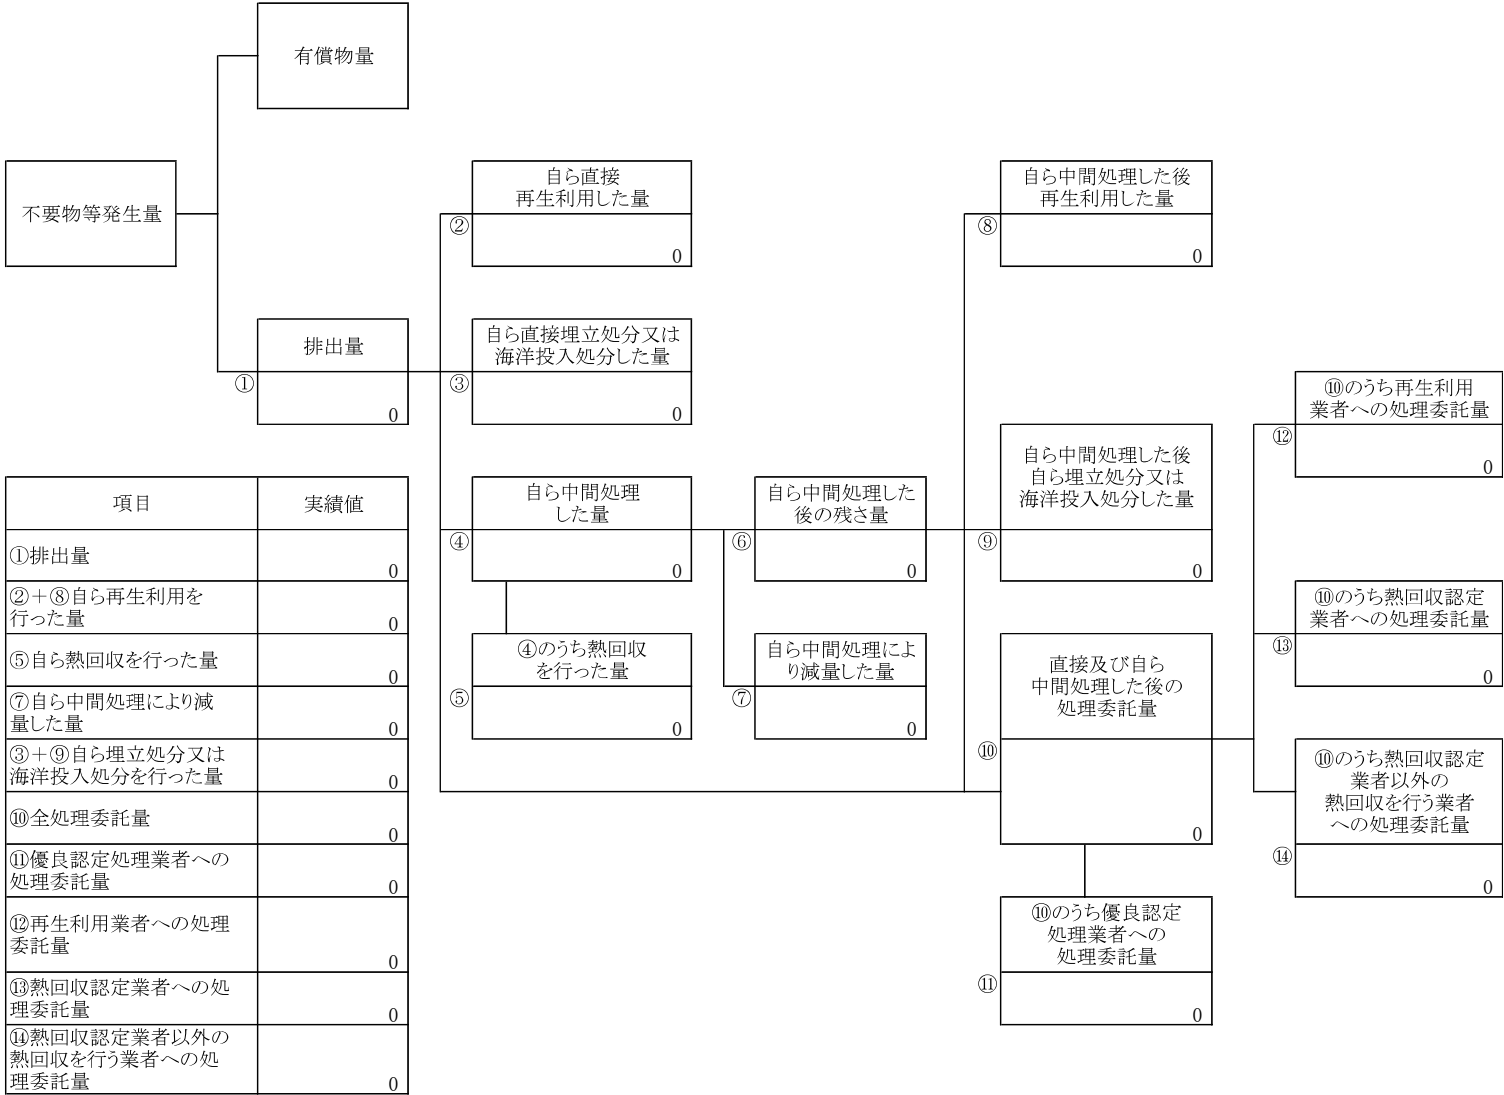 有償物量
不要物等発生量
排出量
①
0
自ら直接
再生利用した量
②
0
自ら直接埋立処分又は
海洋投入処分した量
③
0
自ら中間処理
した量
④
0
④のうち熱回収
を行った量
⑤
0
自ら中間処理した
後の残さ量
⑥
0
自ら中間処理によ
り減量した量
⑦
0
自ら中間処理した後
再生利用した量
⑧
0
自ら中間処理した後
自ら埋立処分又は
海洋投入処分した量
⑨
0
直接及び自ら
中間処理した後の
処理委託量
⑩
0
⑩のうち優良認定
処理業者への
処理委託量
⑪
0
⑩のうち再生利用
業者への処理委託量
⑫
0
⑩のうち熱回収認定
業者への処理委託量
⑬
0
⑩のうち熱回収認定
業者以外の
熱回収を行う業者
への処理委託量
⑭
0
項目 実績値
①排出量
0
②＋⑧自ら再生利用を
行った量
0
⑤自ら熱回収を行った量
0
⑦自ら中間処理により減
量した量
0
③＋⑨自ら埋立処分又は
海洋投入処分を行った量
0
⑩全処理委託量
0
⑪優良認定処理業者への
処理委託量
0
⑫再生利用業者への処理
委託量
0
⑬熱回収認定業者への処
理委託量
0
⑭熱回収認定業者以外の
熱回収を行う業者への処
理委託量
0